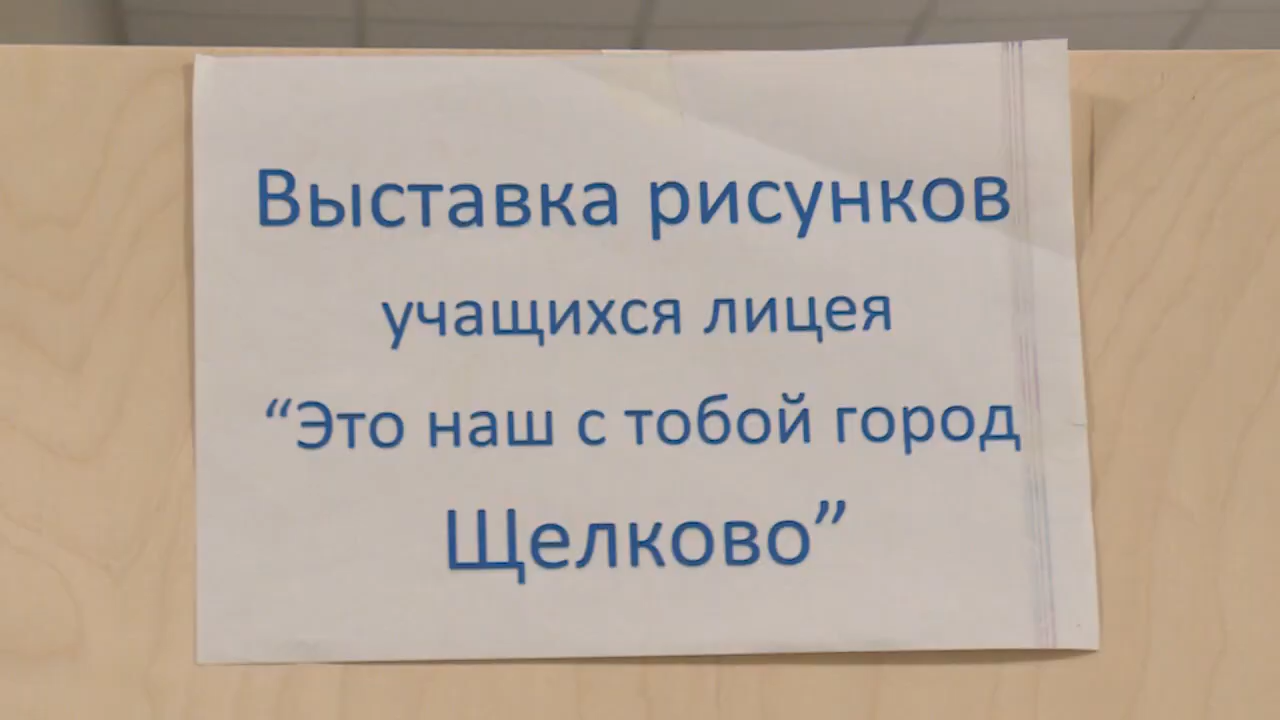 Выставка рисунков
учащихся лицея
“Это наш с тобой город
Щелково”